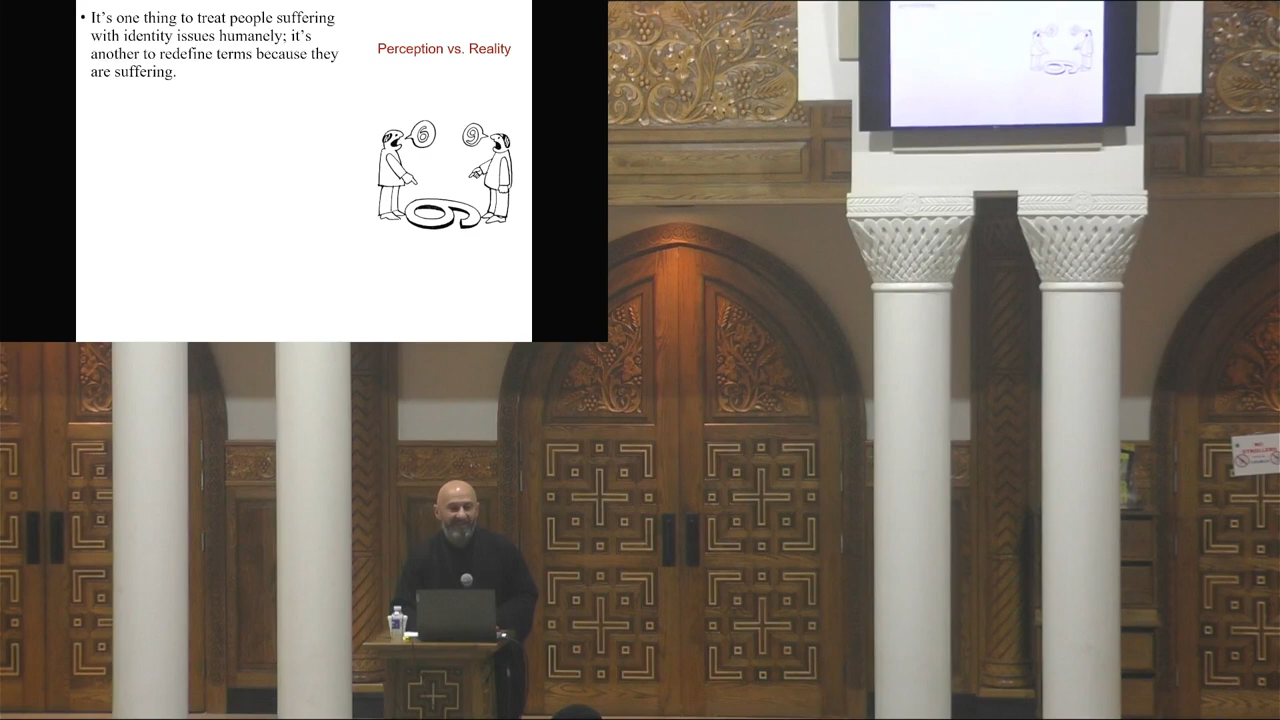 • It’s one thing to treat people suffering
with identity issues humanely; it’s
another to redefine terms because they
are suffering.
Perception vs. Reality
6
9
NO
STROLLERS